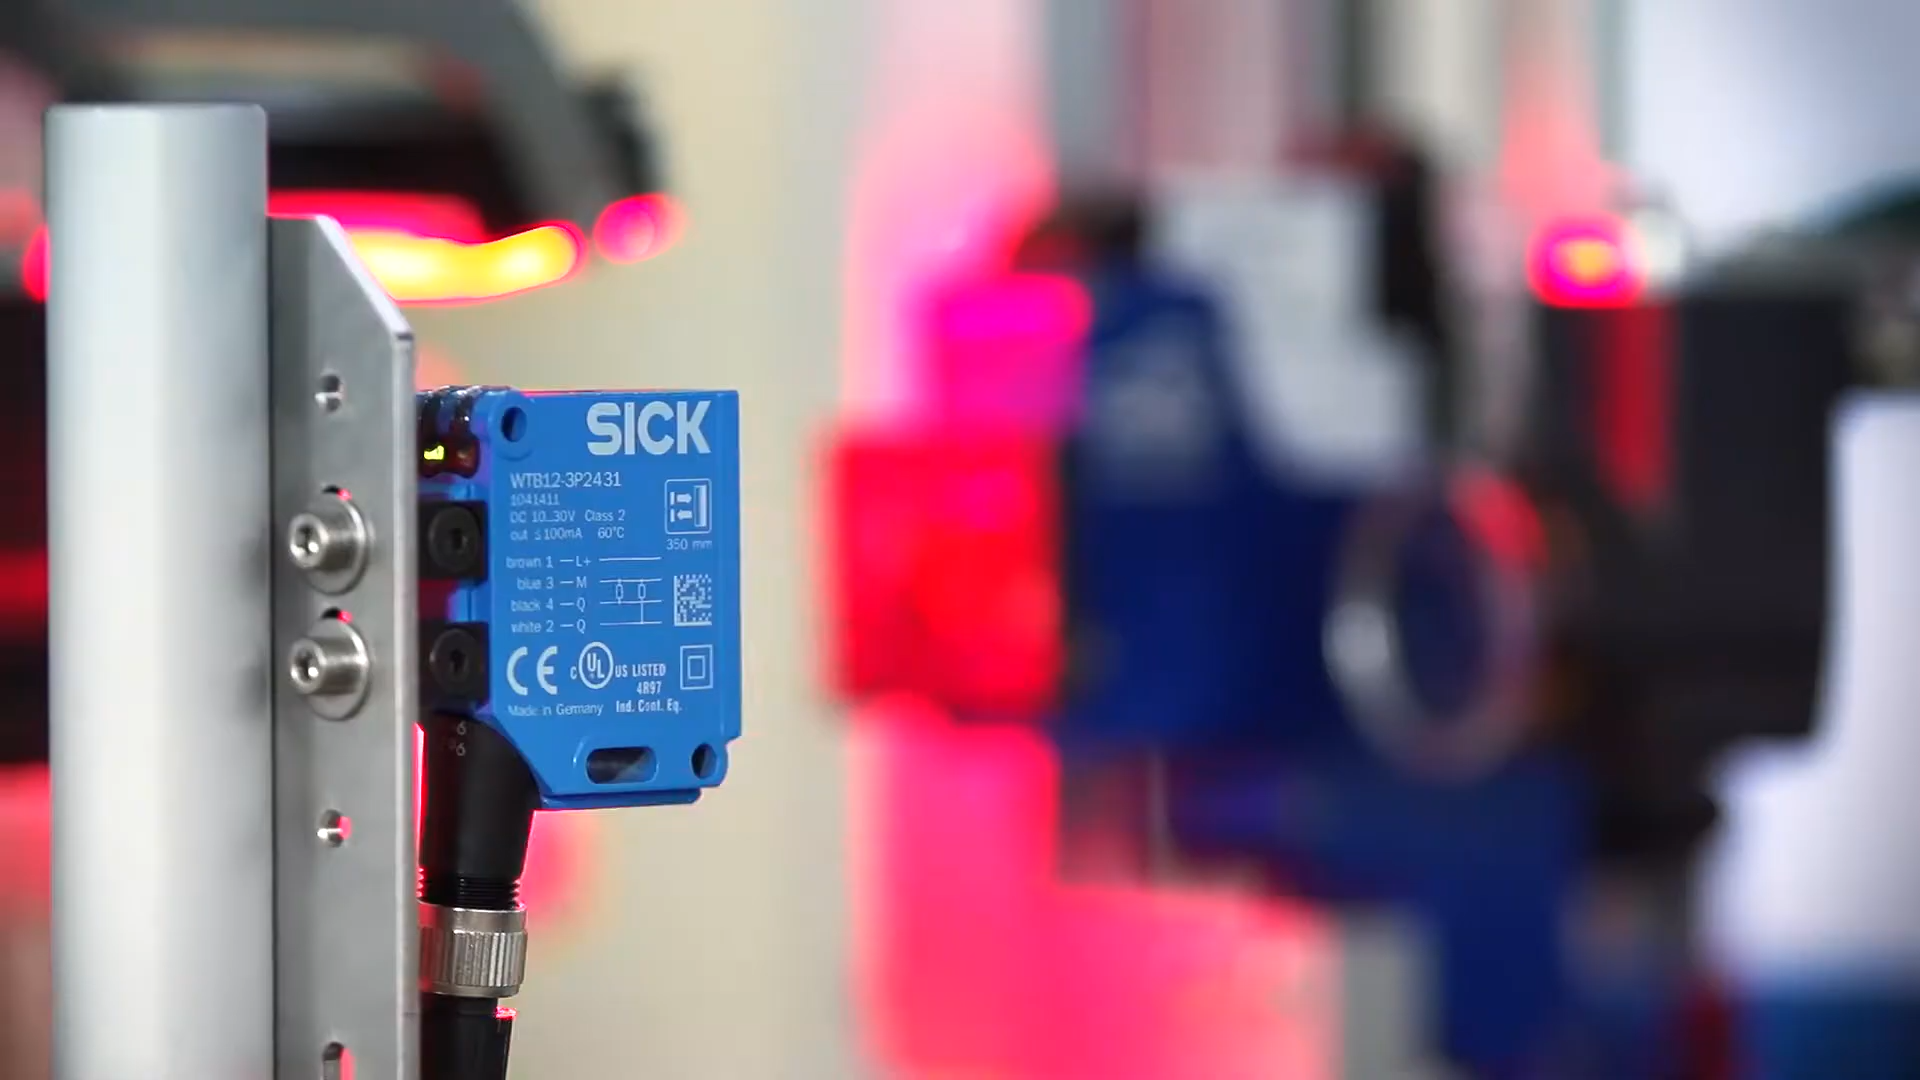 SICK
WTB12-3P2431
1041411
DC 10...30V Class 2
out ≤100mA 60°C
350 mm
brown 1 — L+
blue 3 — M
black 4 — Q
white 2 — Q
CE c UL US LISTED
4R97
Made in Germany Ind. Cont. Eq.